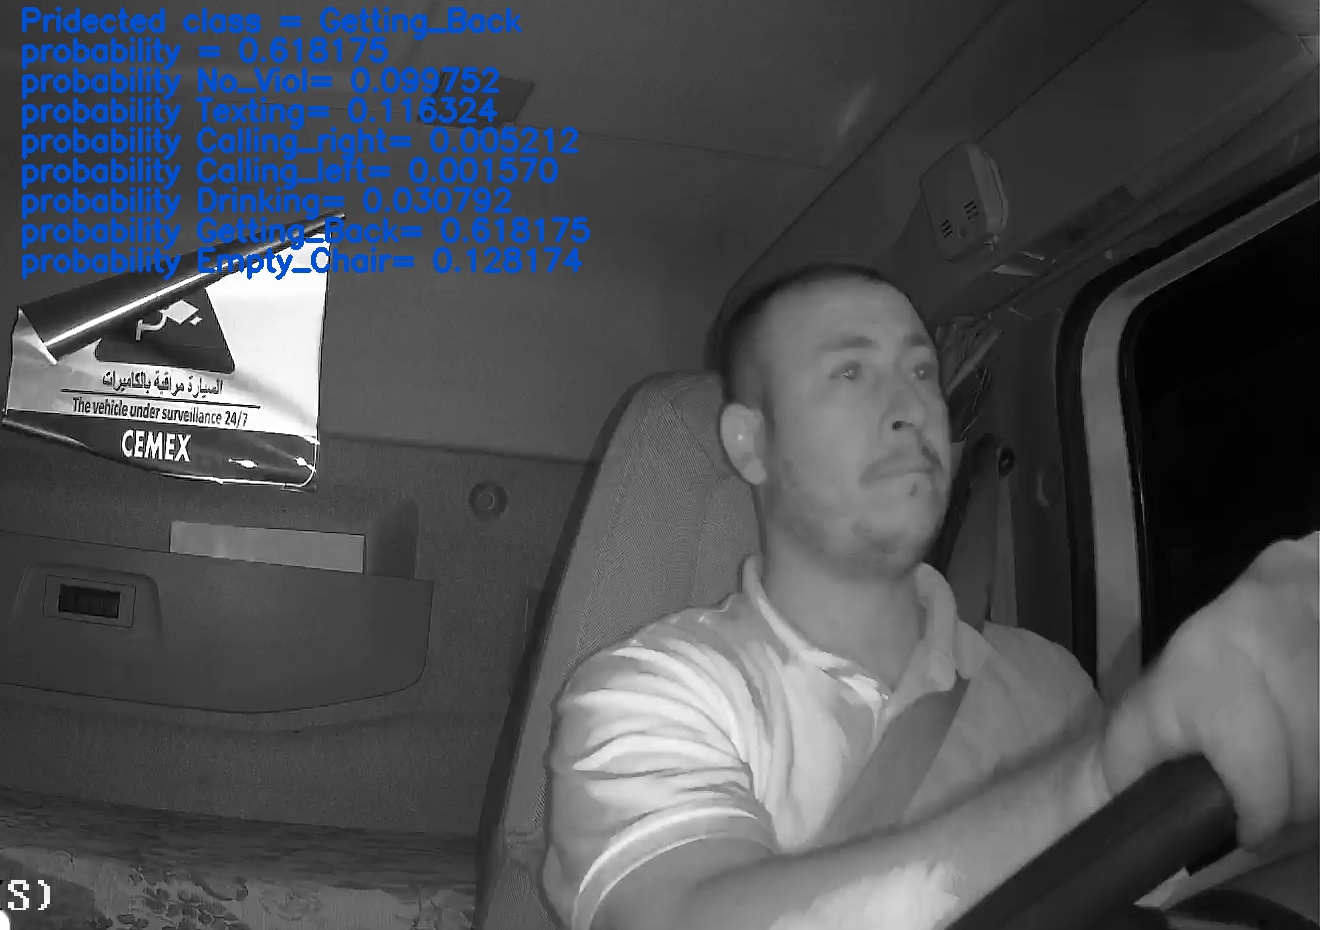 Pridected class = Getting_Back
probability = 0.618175
probability No_Viol= 0.099752
probability Texting= 0.116324
probability Calling_right= 0.005212
probability Calling_left= 0.001570
probability Drinking= 0.030792
probability Getting_Back= 0.618175
probability Empty_Chair= 0.128174
السيارة مراقبة بالكاميرات
The vehicle under surveillance 24/7
CEMEX
S)